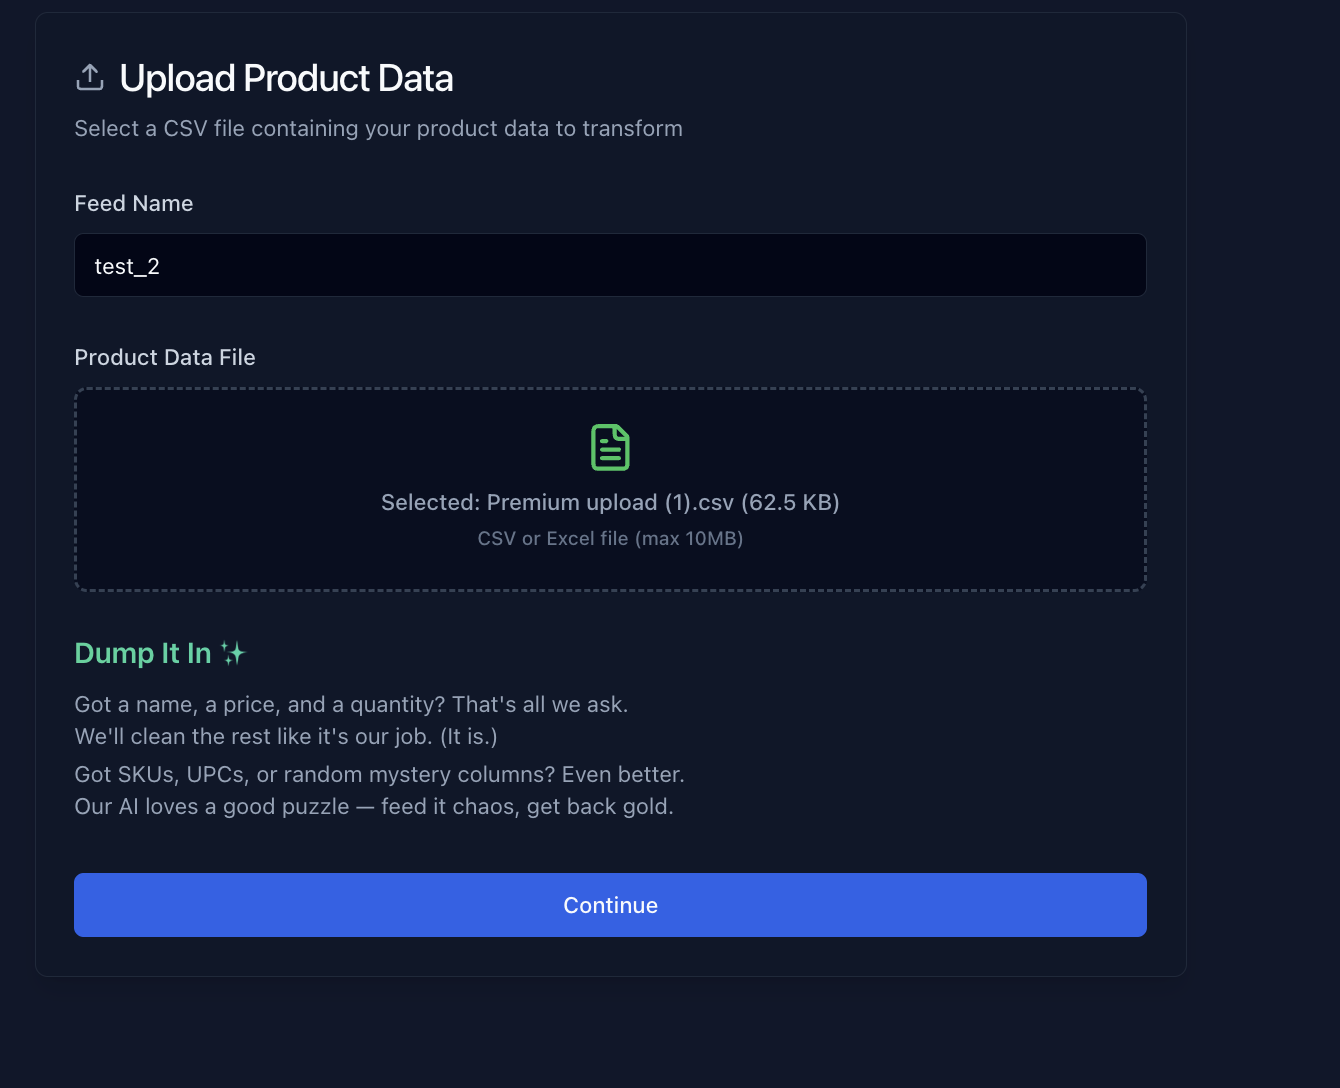 Upload Product Data
Select a CSV file containing your product data to transform
Feed Name
test_2
Product Data File
Selected: Premium upload (1).csv (62.5 KB)
CSV or Excel file (max 10MB)
Dump It In ✨
Got a name, a price, and a quantity? That's all we ask.
We'll clean the rest like it's our job. (It is.)
Got SKUs, UPCs, or random mystery columns? Even better.
Our AI loves a good puzzle — feed it chaos, get back gold.
Continue